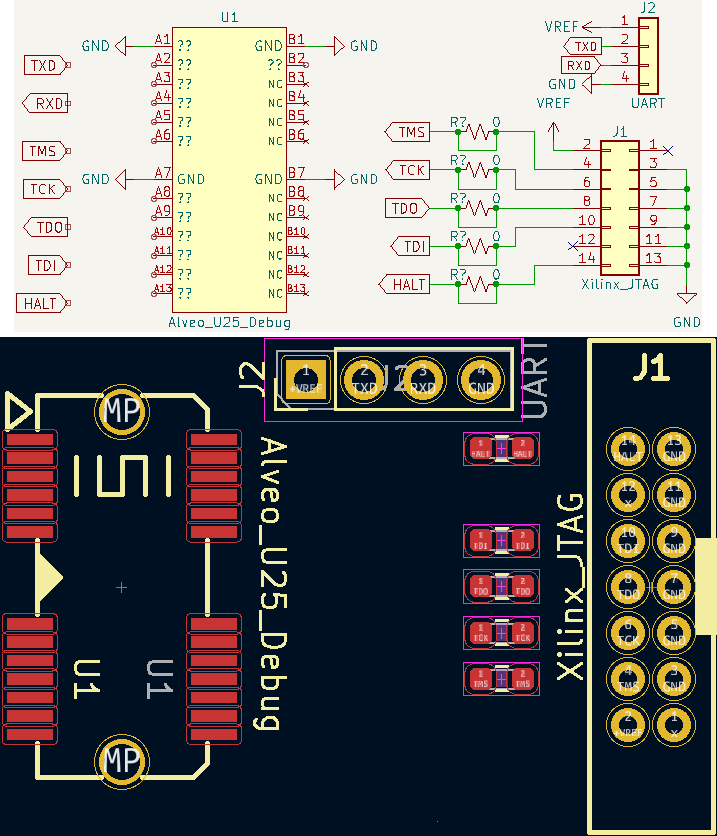 U1
J2
A1 ?? GND B1
GND GND
A2 ?? ?? B2
A3 ?? NC B3
A4 ?? NC B4
A5 ?? NC B5
A6 ?? NC B6
GND A7 GND GND B7 GND
A8 ?? NC B8
A9 ?? NC B9
A10 ?? NC B10
A11 ?? NC B11
A12 ?? NC B12
A13 ?? NC B13
Alveo_U25_Debug
TXD
RXD
TMS
TCK
TDO
TDI
HALT
VREF 1
TXD 2
RXD 3
GND 4
UART
VREF
J1
TMS R? 0
TCK R? 0
TDO R? 0
TDI R? 0
HALT R? 0
2 1
4 3
6 5
8 7
10 9
12 11
14 13
Xilinx_JTAG
GND
J2
1 2 3 4
+VREF TXD RXD GND
J2
UART
J1
MP
U1
U1
MP
Alveo_U25_Debug
1 2
HALT HALT
1 2
TDI TDI
1 2
TDO TDO
1 2
TCK TCK
1 2
TMS TMS
Xilinx_JTAG
14 13
HALT GND
12 11
x GND
10 9
TDI GND
8 7
TDO GND
6 5
TCK GND
4 3
TMS GND
2 1
+VREF x